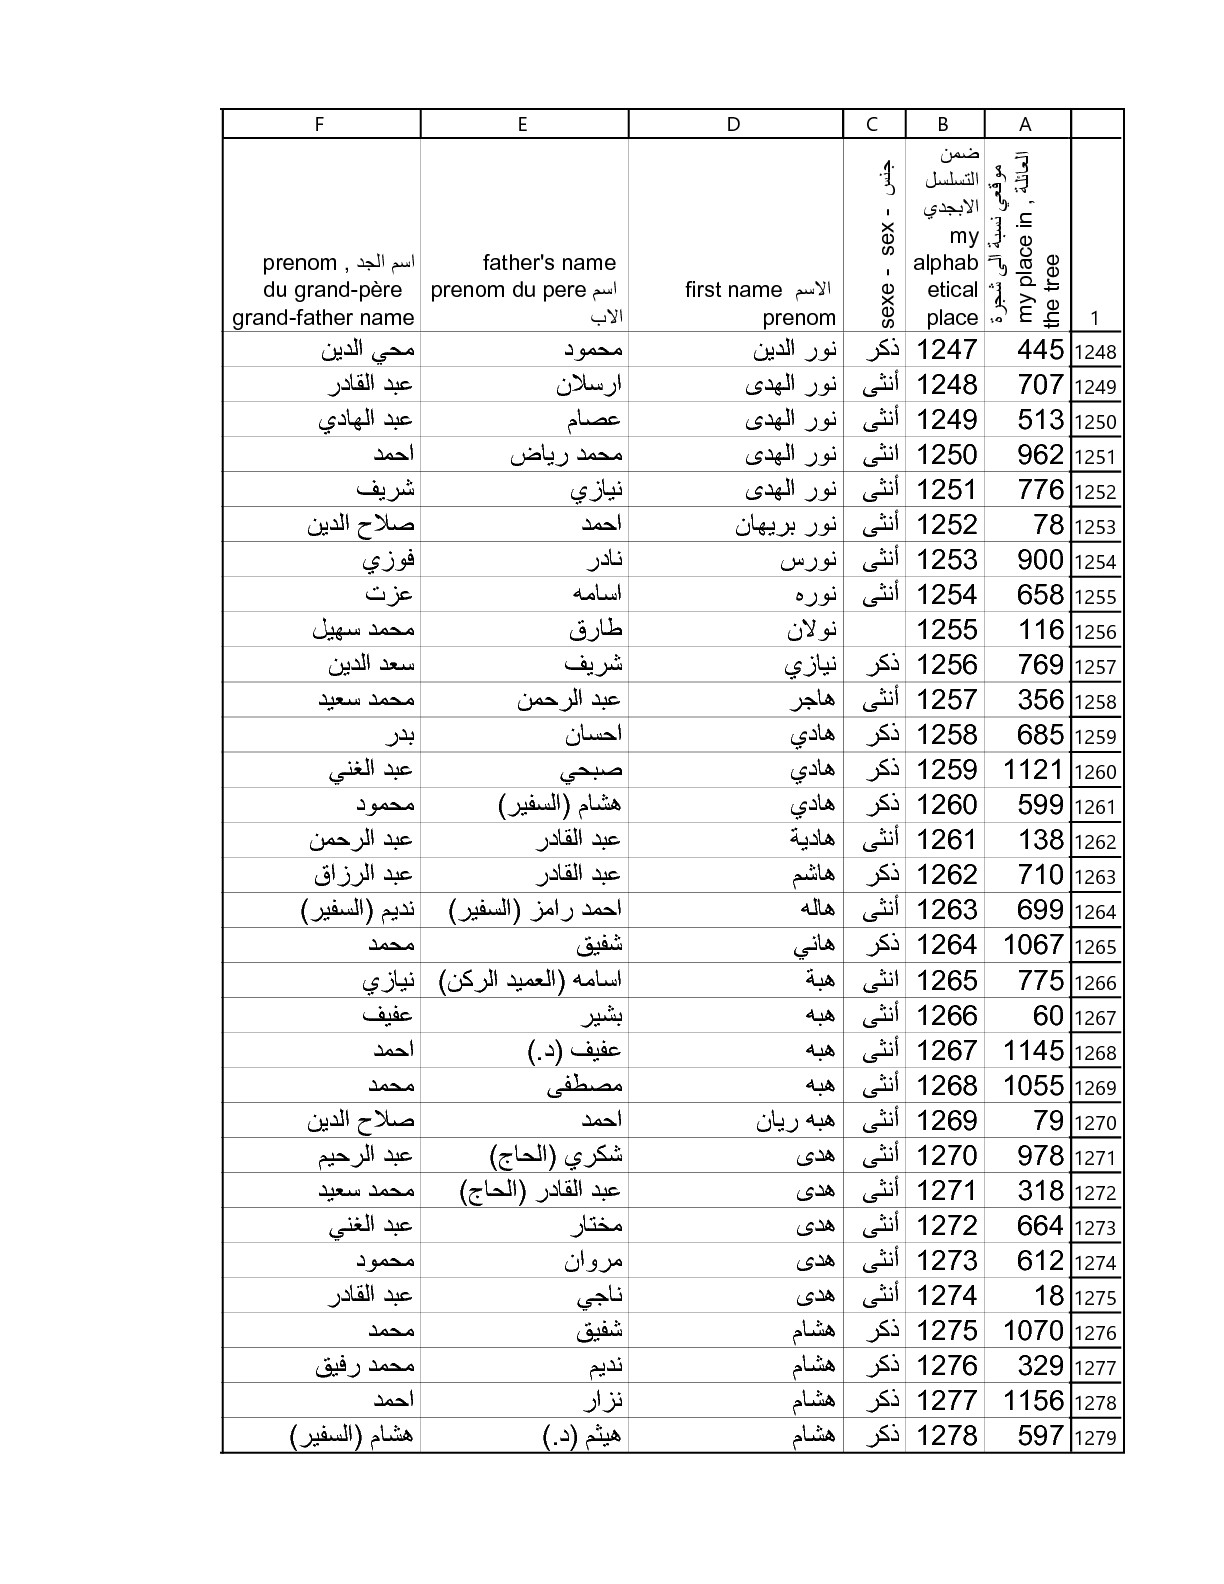 A B C D E F
1
موقعي نسبة الى شجرة
العائلة , my place in
the tree
ضمن
التسلسل
الابجدي
my
alphab
etical
place
sexe - sex - جنس
first name الاسم
prenom
father's name
prenom du pere اسم
الاب
prenom , اسم الجد
du grand-père
grand-father name
1248 445 1247 ذكر نور الدين محمود محي الدين
1249 707 1248 أنثى نور الهدى ارسلان عبد القادر
1250 513 1249 أنثى نور الهدى عصام عبد الهادي
1251 962 1250 انثى نور الهدى محمد رياض احمد
1252 776 1251 أنثى نور الهدى نيازي شريف
1253 78 1252 أنثى نور بريهان احمد صلاح الدين
1254 900 1253 أنثى نورس نادر فوزي
1255 658 1254 أنثى نوره اسامه عزت
1256 116 1255 نولان طارق محمد سهيل
1257 769 1256 ذكر نيازي شريف سعد الدين
1258 356 1257 أنثى هاجر عبد الرحمن محمد سعيد
1259 685 1258 ذكر هادي احسان بدر
1260 1121 1259 ذكر هادي صبحي عبد الغني
1261 599 1260 ذكر هادي هشام (السفير) محمود
1262 138 1261 أنثى هادية عبد القادر عبد الرحمن
1263 710 1262 ذكر هاشم عبد القادر عبد الرزاق
1264 699 1263 أنثى هاله احمد رامز (السفير) نديم (السفير)
1265 1067 1264 ذكر هاني شفيق محمد
1266 775 1265 انثى هبة اسامه (العميد الركن) نيازي
1267 60 1266 أنثى هبه بشير عفيف
1268 1145 1267 أنثى هبه عفيف (د.) احمد
1269 1055 1268 أنثى هبه مصطفى محمد
1270 79 1269 أنثى هبه ريان احمد صلاح الدين
1271 978 1270 أنثى هدى شكري (الحاج) عبد الرحيم
1272 318 1271 أنثى هدى عبد القادر (الحاج) محمد سعيد
1273 664 1272 أنثى هدى مختار عبد الغني
1274 612 1273 أنثى هدى مروان محمود
1275 18 1274 أنثى هدى ناجي عبد القادر
1276 1070 1275 ذكر هشام شفيق محمد
1277 329 1276 ذكر هشام نديم محمد رفيق
1278 1156 1277 ذكر هشام نزار احمد
1279 597 1278 ذكر هشام هيثم (د.) هشام (السفير)